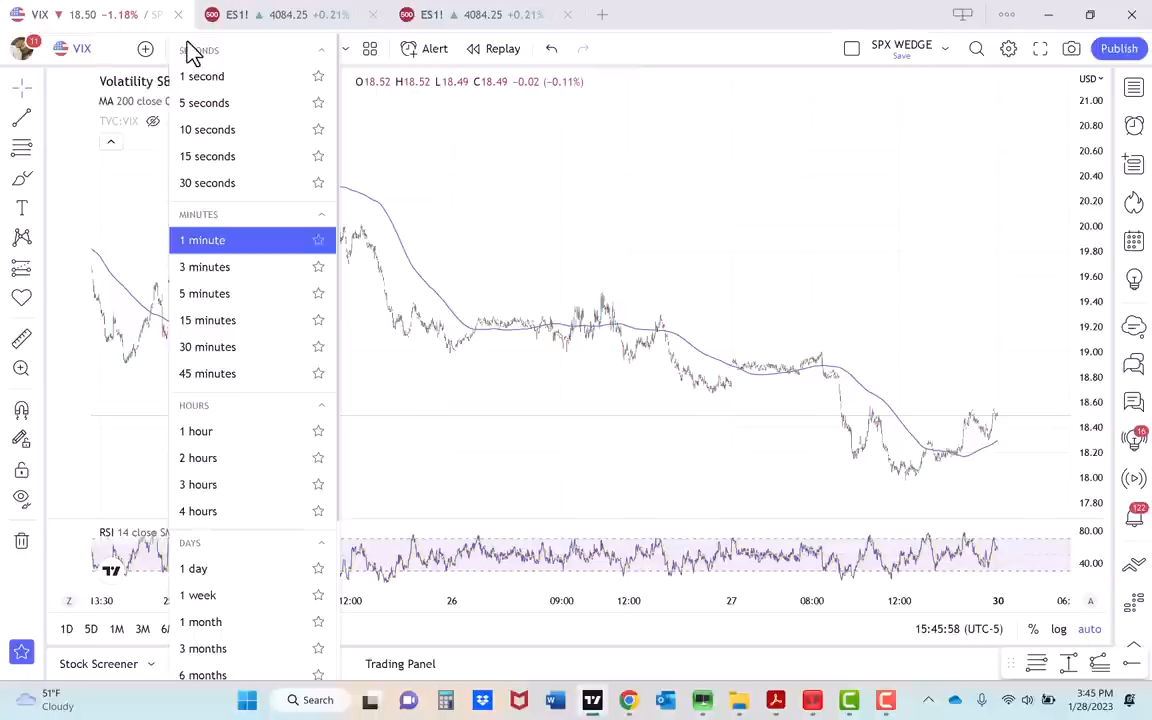 VIX ▼ 18.50 −1.18% / SP
500 ES1! ▲ 4084.25 +0.21%
500 ES1! ▲ 4084.25 +0.21%
11
VIX
Alert
Replay
SPX WEDGE
Save
Publish
SECONDS
1 second
5 seconds
10 seconds
15 seconds
30 seconds
MINUTES
1 minute
3 minutes
5 minutes
15 minutes
30 minutes
45 minutes
HOURS
1 hour
2 hours
3 hours
4 hours
DAYS
1 day
1 week
1 month
3 months
6 months
Volatility S&
MA 200 close
TVC:VIX
O18.52 H18.52 L18.49 C18.49 −0.02 (−0.11%)
USD
21.00
20.80
20.60
20.40
20.20
20.00
19.80
19.60
19.40
19.20
19.00
18.80
18.60
18.40
18.20
18.00
17.80
RSI 14 close SM
80.00
40.00
Z 13:30 12:00 26 09:00 12:00 27 08:00 12:00 30 06: A
1D 5D 1M 3M 15:45:58 (UTC-5) % log auto
16
122
Stock Screener
Trading Panel
51°F
Cloudy
Search
3:45 PM
1/28/2023